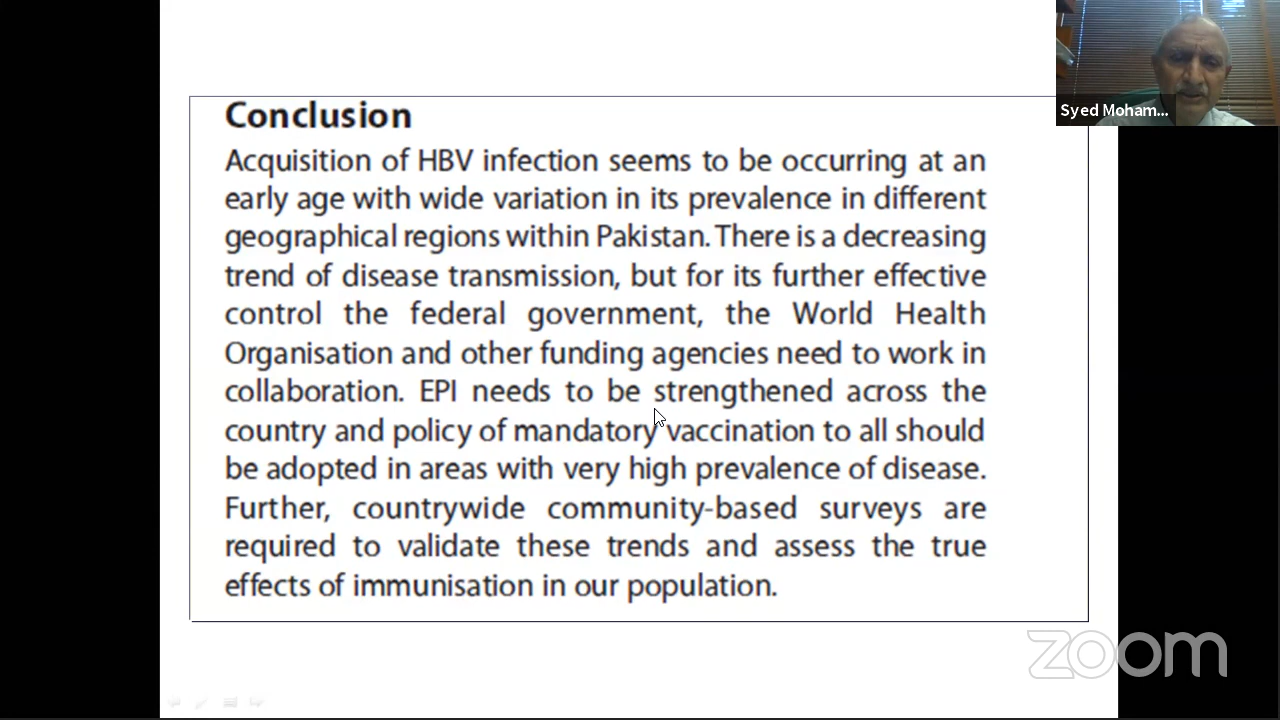 Conclusion
Acquisition of HBV infection seems to be occurring at an
early age with wide variation in its prevalence in different
geographical regions within Pakistan. There is a decreasing
trend of disease transmission, but for its further effective
control the federal government, the World Health
Organisation and other funding agencies need to work in
collaboration. EPI needs to be strengthened across the
country and policy of mandatory vaccination to all should
be adopted in areas with very high prevalence of disease.
Further, countrywide community-based surveys are
required to validate these trends and assess the true
effects of immunisation in our population.
Syed Moham...
zoom